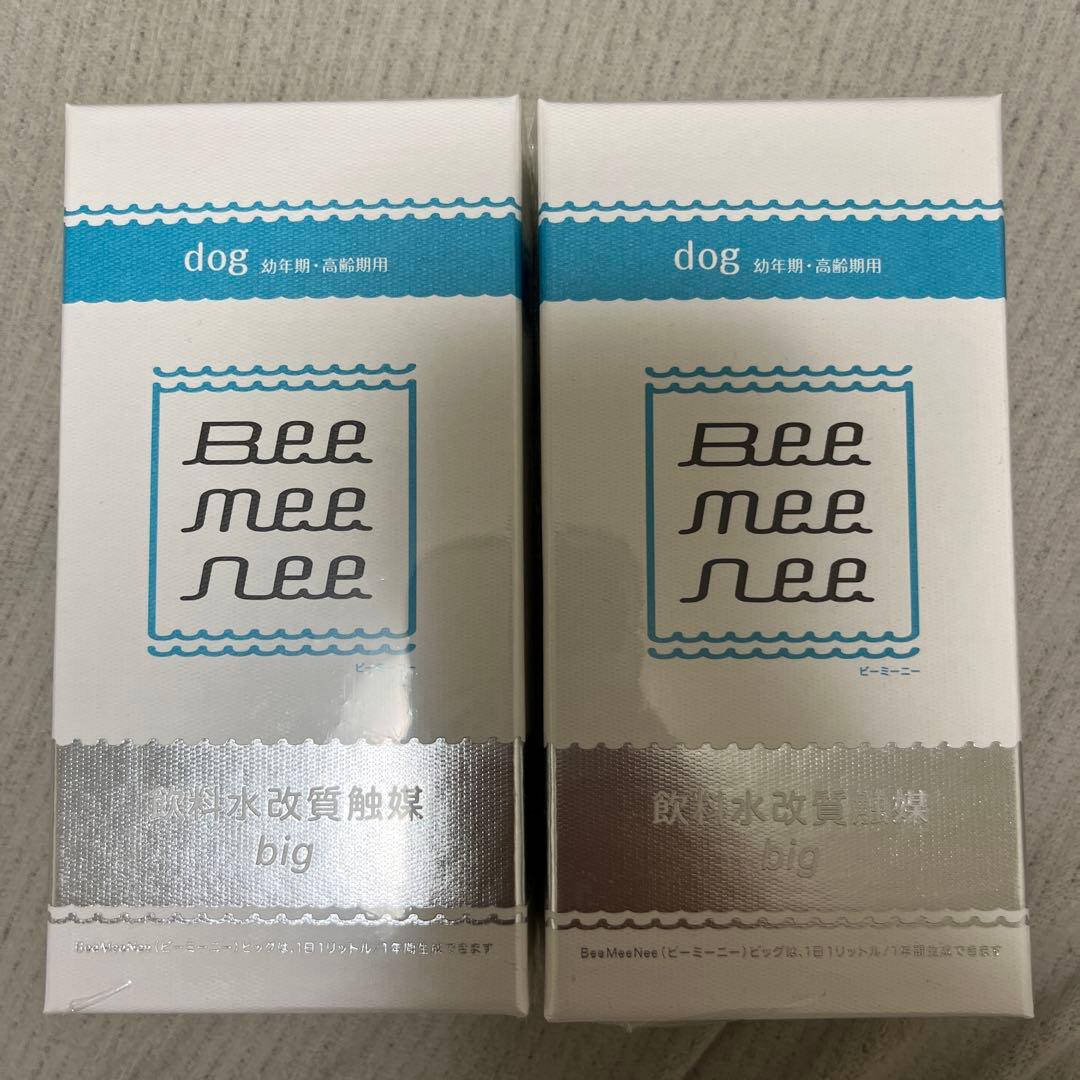 dog 幼年期・高齢期用
Bee
mee
nee
ビーミーニー
飲料水改質触媒
big
BeeMeeNee(ビーミーニー)ビッグは、1日1リットル/1年間生成できます
dog 幼年期・高齢期用
Bee
mee
nee
ビーミーニー
飲料水改質触媒
big
BeeMeeNee(ビーミーニー)ビッグは、1日1リットル/1年間生成できます